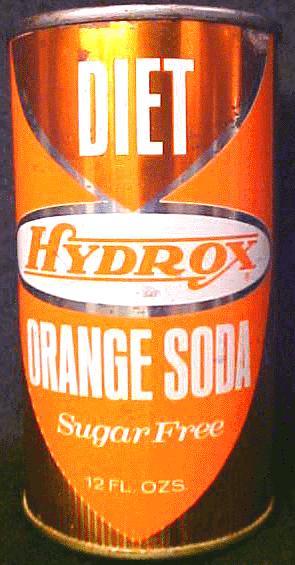 DIET
HYDROX
ORANGE SODA
Sugar Free
12 FL. OZS.